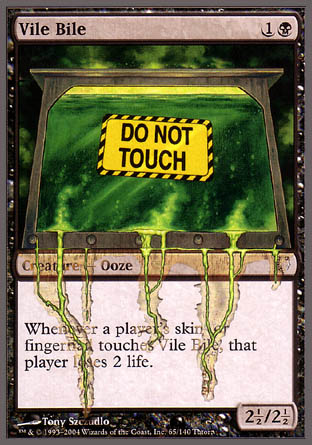 Vile Bile 1
DO NOT
TOUCH
Creature — Ooze
Whenever a player's skin or
fingernail touches Vile Bile, that
player loses 2 life.
Tony Szczudlo
™ & © 1993–2004 Wizards of the Coast, Inc. 65/140
2½/2½